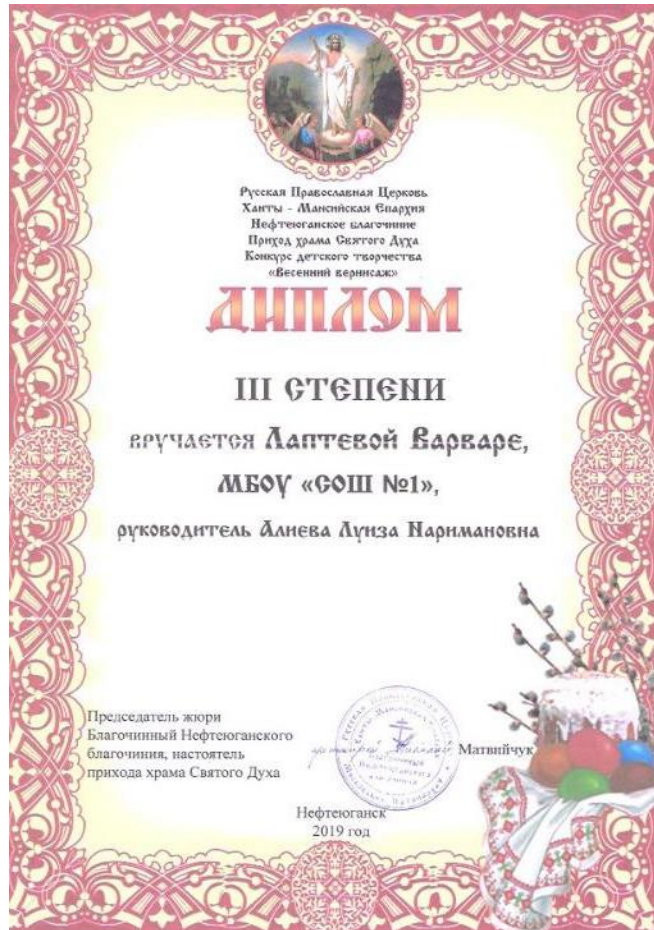 Русская Православная Церковь
Ханты - Мансийская Епархия
Нефтеюганское благочиние
Приход храма Святого Духа
Конкурс детского творчества
«Весенний вернисаж»
ДИПЛОМ
III СТЕПЕНИ
вручается Лаптевой Варваре,
МБОУ «СОШ №1»,
руководитель Алиева Луиза Наримановна
Председатель жюри
Благочинный Нефтеюганского
благочиния, настоятель
прихода храма Святого Духа
Матвийчук
Нефтеюганск
2019 год